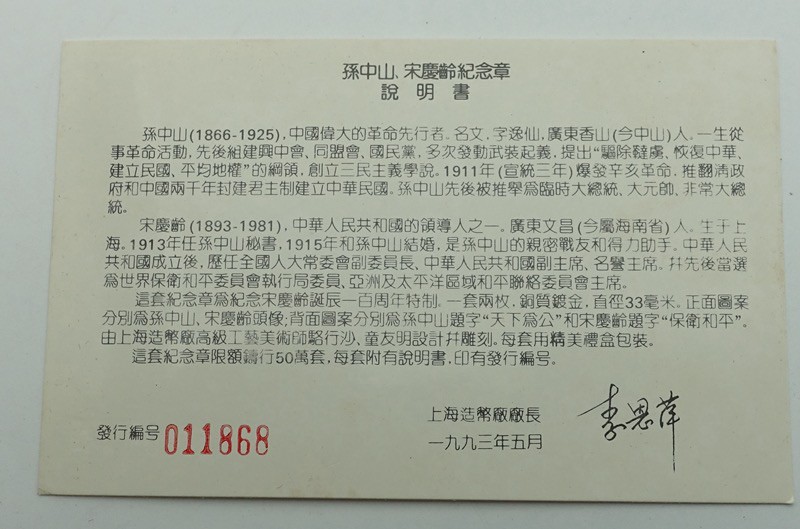 孫中山、宋慶齡紀念章
說明書
孫中山(1866-1925),中國偉大的革命先行者。名文,字逸仙,廣東香山(今中山)人。一生從
事革命活動,先後組建興中會、同盟會、國民黨,多次發動武裝起義,提出“驅除韃虜、恢復中華、
建立民國、平均地權”的綱領,創立三民主義學說。1911年(宣統三年)爆發辛亥革命,推翻清政
府和中國兩千年封建君主制建立中華民國。孫中山先後被推舉爲臨時大總統、大元帥、非常大總
統。
宋慶齡(1893-1981),中華人民共和國的領導人之一。廣東文昌(今屬海南省)人。生于上
海。1913年任孫中山秘書,1915年和孫中山結婚,是孫中山的親密戰友和得力助手。中華人民
共和國成立後,歷任全國人大常委會副委員長、中華人民共和國副主席、名譽主席。幷先後當選
爲世界保衛和平委員會執行局委員、亞洲及太平洋區域和平聯絡委員會主席。
這套紀念章爲紀念宋慶齡誕辰一百周年特制。一套兩枚,銅質鍍金,直徑33毫米。正面圖案
分別爲孫中山、宋慶齡頭像;背面圖案分別爲孫中山題字“天下爲公”和宋慶齡題字“保衛和平”。
由上海造幣廠高級工藝美術師駱行沙、童友明設計幷雕刻。每套用精美禮盒包裝。
這套紀念章限額鑄行50萬套,每套附有說明書,印有發行編号。
上海造幣廠廠長
發行編号 011868
一九九三年五月